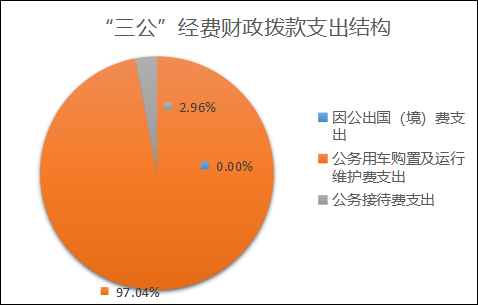 “三公”经费财政拨款支出结构
2.96%
0.00%
97.04%
因公出国（境）费支
出
公务用车购置及运行
维护费支出
公务接待费支出